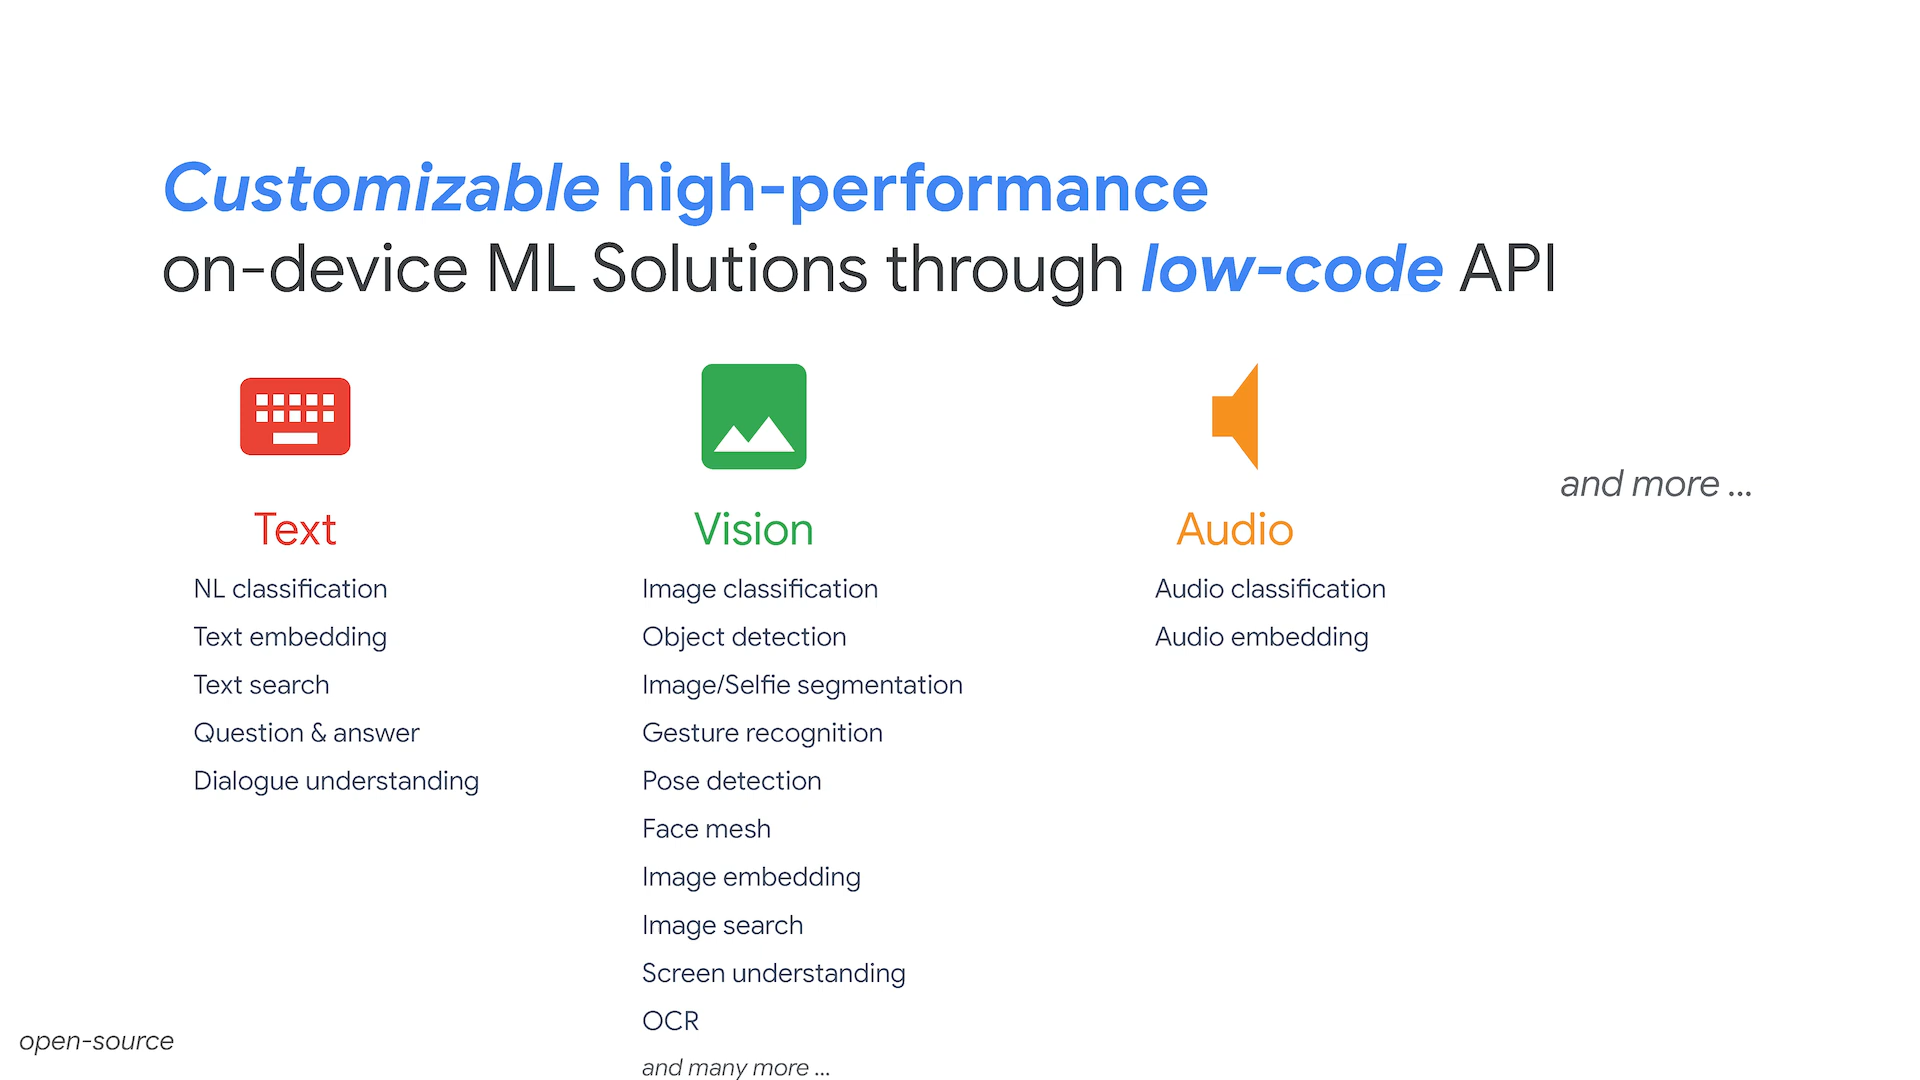 Customizable high-performance
on-device ML Solutions through low-code API
Text
NL classification
Text embedding
Text search
Question & answer
Dialogue understanding
Vision
Image classification
Object detection
Image/Selfie segmentation
Gesture recognition
Pose detection
Face mesh
Image embedding
Image search
Screen understanding
OCR
and many more ...
Audio
Audio classification
Audio embedding
and more ...
open-source